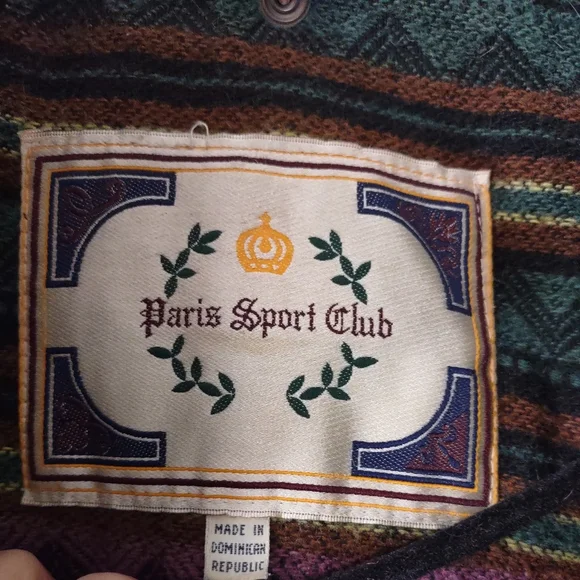 Paris Sport Club
MADE IN
DOMINICAN
REPUBLIC